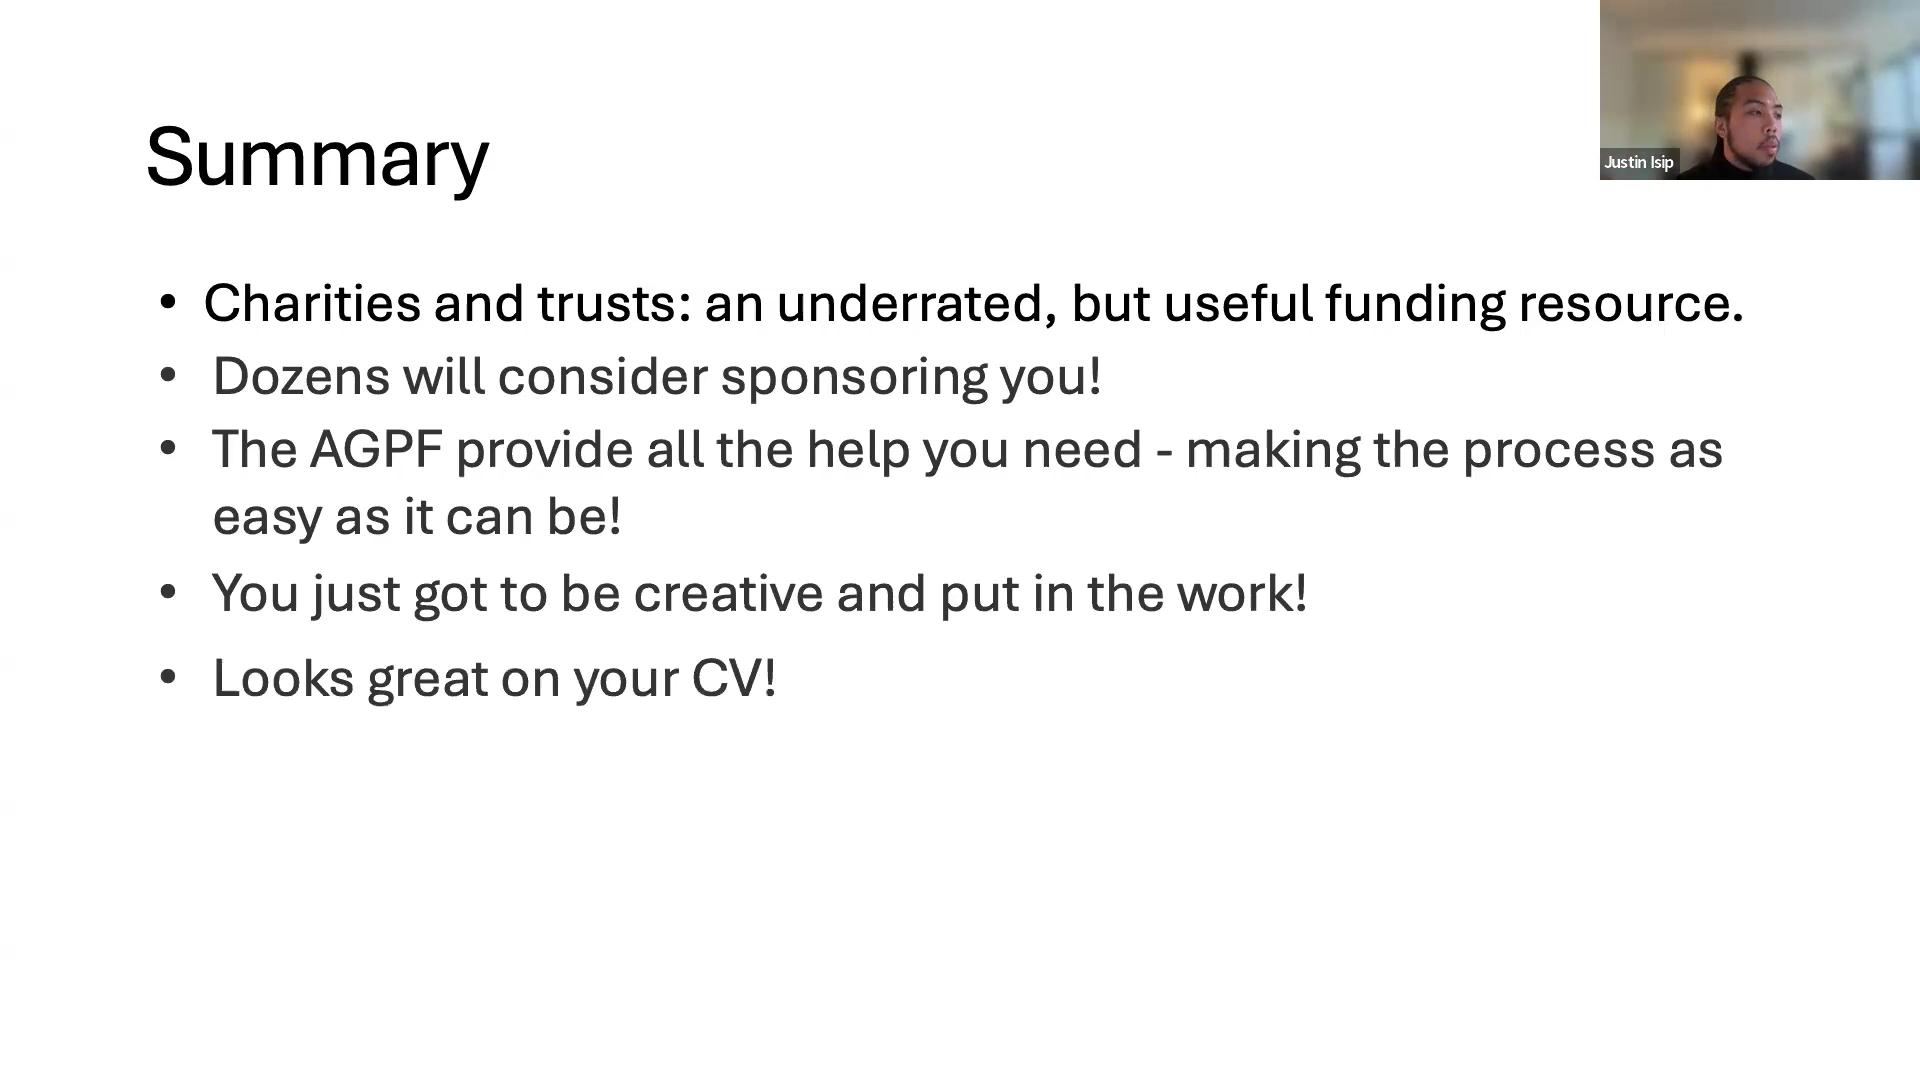 Justin Isip
Summary
• Charities and trusts: an underrated, but useful funding resource.
• Dozens will consider sponsoring you!
• The AGPF provide all the help you need - making the process as
easy as it can be!
• You just got to be creative and put in the work!
• Looks great on your CV!